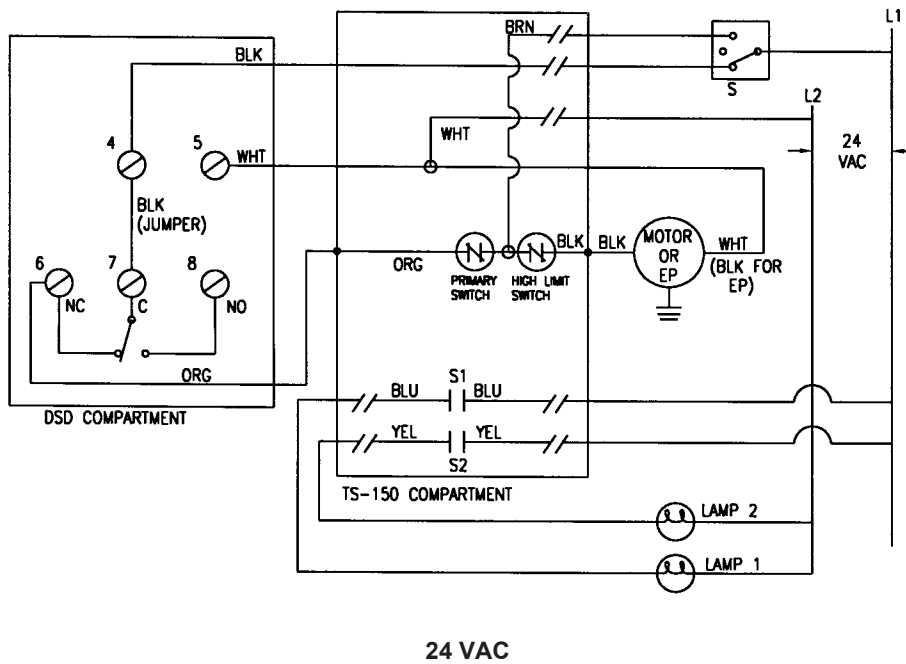 BRN
L1
BLK
S
L2
WHT
24
VAC
4
5
WHT
BLK
(JUMPER)
MOTOR
OR
EP
WHT
(BLK FOR
EP)
BLK
BLK
ORG
PRIMARY
SWITCH
HIGH LIMIT
SWITCH
6
7
8
NC
C
NO
ORG
DSD COMPARTMENT
BLU
S1
BLU
YEL
YEL
S2
TS-150 COMPARTMENT
LAMP 2
LAMP 1
24 VAC